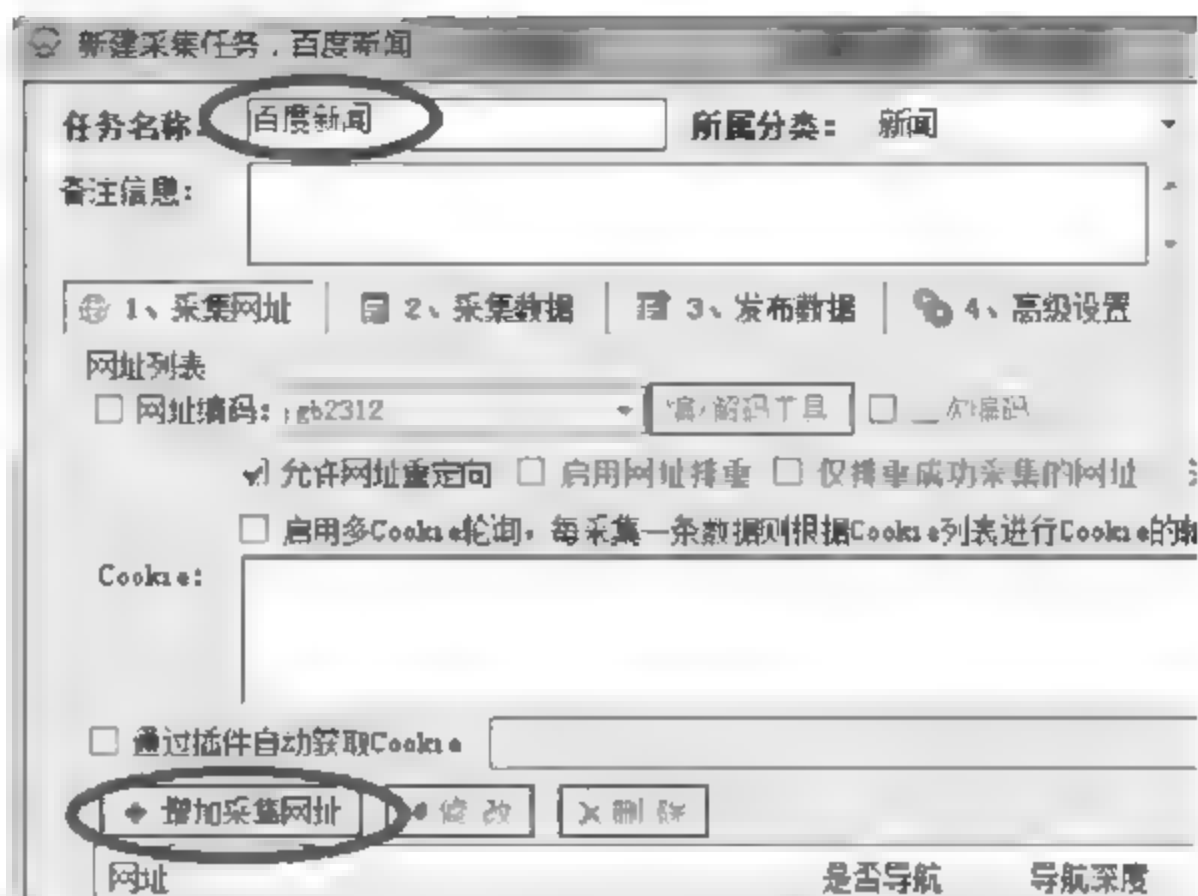 新建采集任务，百度新闻
任务名称： 百度新闻 所属分类： 新闻
备注信息：
1、采集网址 2、采集数据 3、发布数据 4、高级设置
网址列表
网址编码： gb2312 编/解码工具 二次编码
允许网址重定向 启用网址排重 仅排重成功采集的网址
启用多Cookie轮询，每采集一条数据则根据Cookie列表进行Cookie的
Cookie：
通过插件自动获取Cookie
增加采集网址 修改 删除
网址 是否导航 导航深度